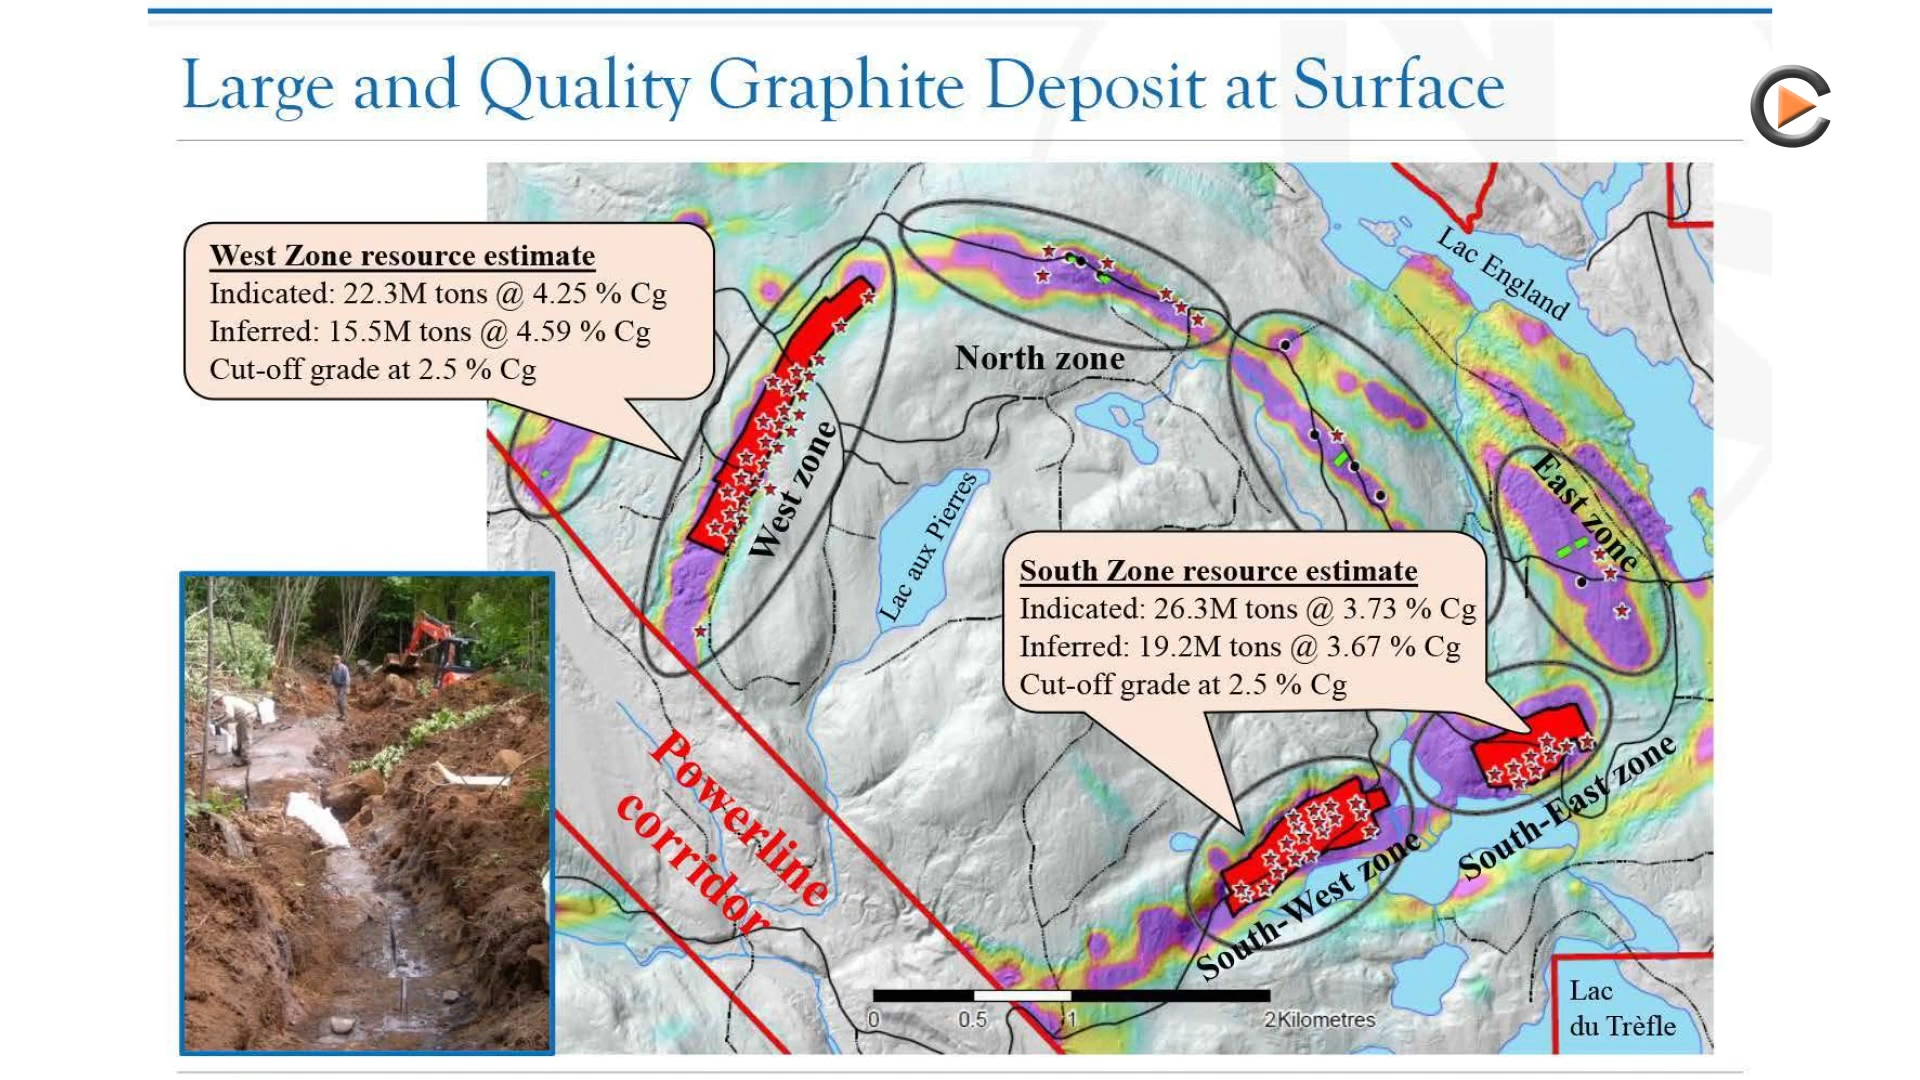 Large and Quality Graphite Deposit at Surface
West Zone resource estimate
Indicated: 22.3M tons @ 4.25 % Cg
Inferred: 15.5M tons @ 4.59 % Cg
Cut-off grade at 2.5 % Cg
Lac England
North zone
West zone
East zone
Lac aux Pierres
South Zone resource estimate
Indicated: 26.3M tons @ 3.73 % Cg
Inferred: 19.2M tons @ 3.67 % Cg
Cut-off grade at 2.5 % Cg
Powerline
corridor
South-East zone
South-West zone
0 0.5 1 2Kilometres
Lac
du Trèfle